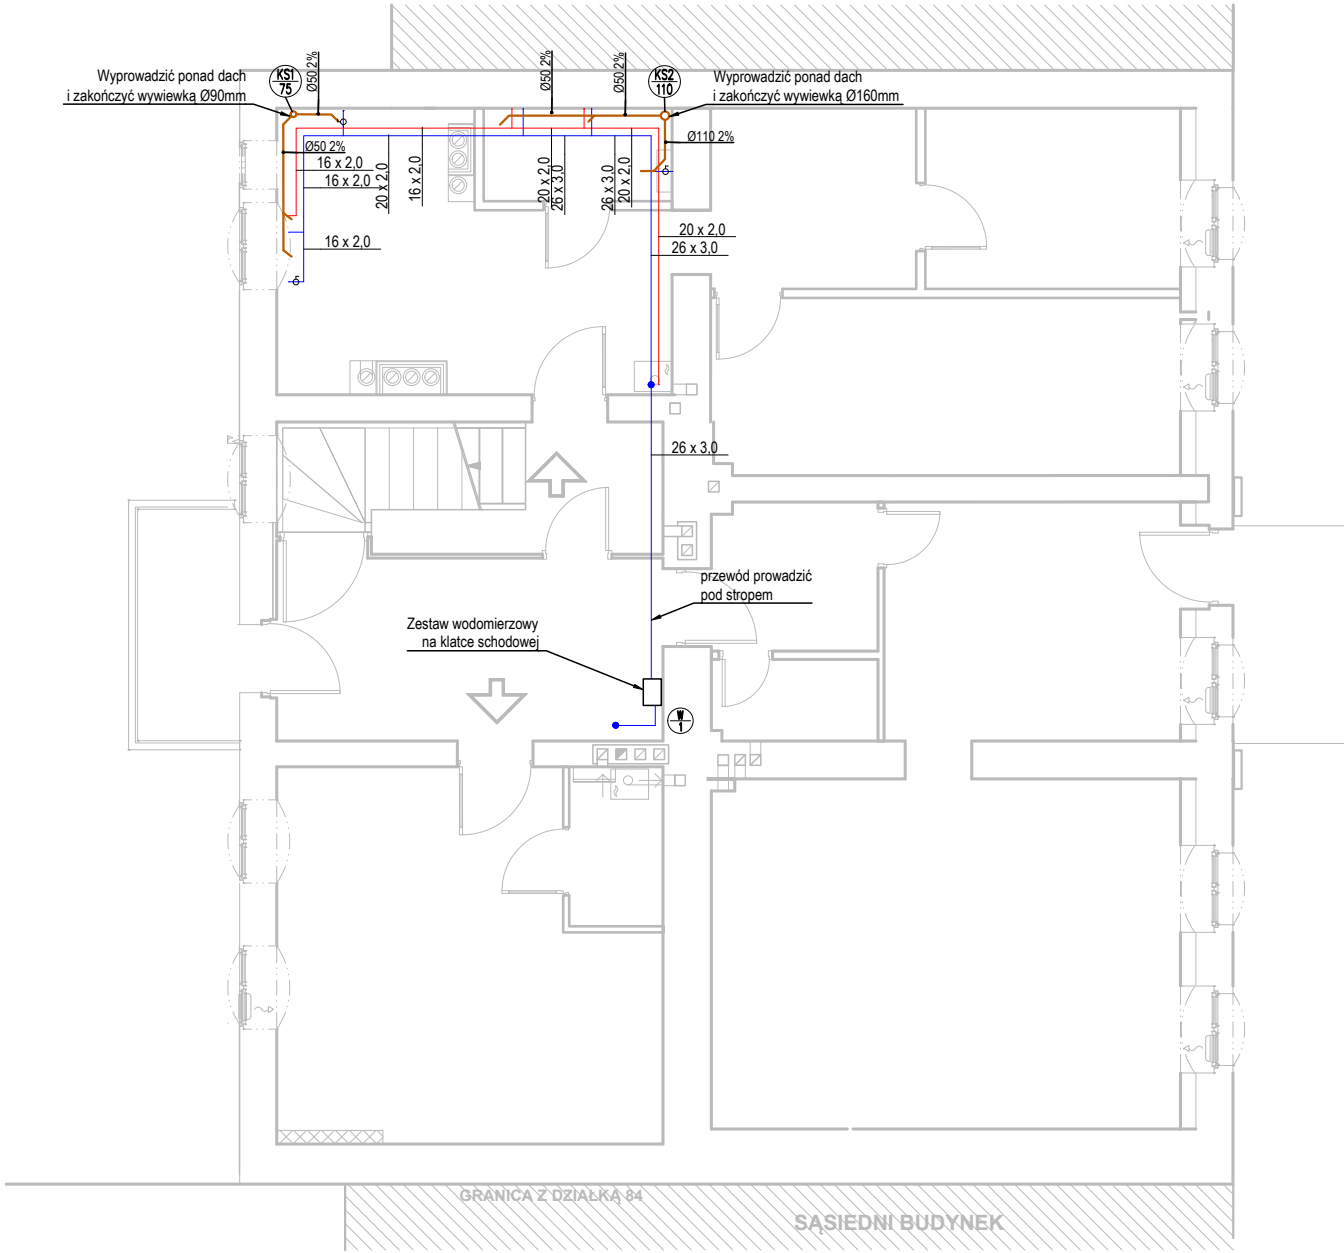 Wyprowadzić ponad dach
i zakończyć wywiewką Ø90mm
KS1
75
Ø50 2%
Ø50 2%
Ø50 2%
KS2
110
Wyprowadzić ponad dach
i zakończyć wywiewką Ø160mm
Ø50 2%
16 x 2,0
16 x 2,0
20 x 2,0
16 x 2,0
20 x 2,0
26 x 3,0
26 x 3,0
20 x 2,0
Ø110 2%
16 x 2,0
20 x 2,0
26 x 3,0
26 x 3,0
przewód prowadzić
pod stropem
Zestaw wodomierzowy
na klatce schodowej
W
1
GRANICA Z DZIAŁKĄ 84
SĄSIEDNI BUDYNEK